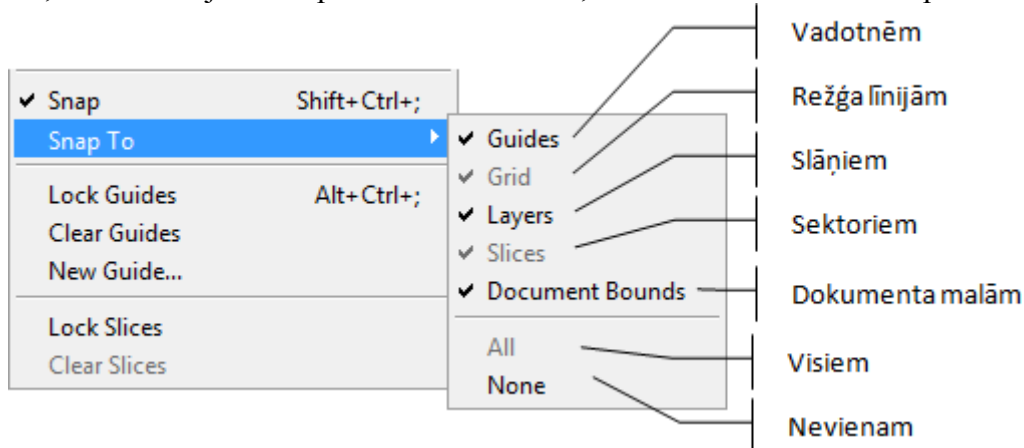 Vadotnēm
✔ Snap Shift+Ctrl+;
Režģa līnijām
Snap To
✔ Guides
Slāņiem
✔ Grid
Lock Guides Alt+Ctrl+;
✔ Layers
Sektoriem
Clear Guides
✔ Slices
New Guide...
✔ Document Bounds
Dokumenta malām
Lock Slices
All
Visiem
Clear Slices
None
Nevienam